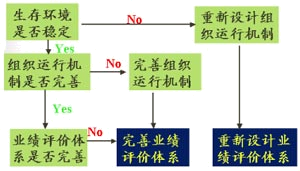 生存环境
是否稳定
No
重新设计组
织运行机制
Yes
组织运行机
制是否完善
No
完善组织
运行机制
Yes
业绩评价体
系是否完善
No
完善业绩
评价体系
重新设计业
绩评价体系